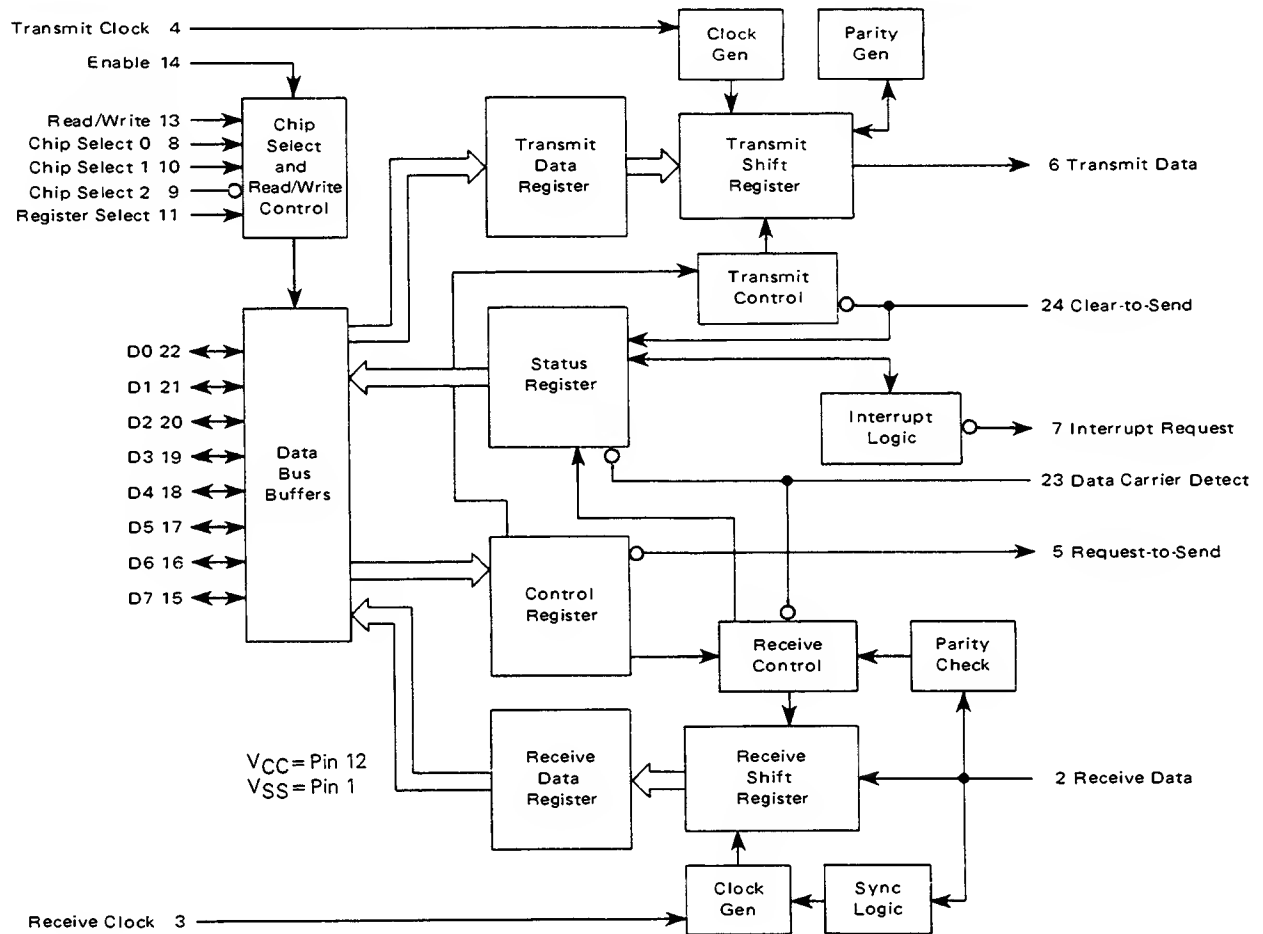 Transmit Clock 4
Enable 14
Read/Write 13
Chip Select 0 8
Chip Select 1 10
Chip Select 2 9
Register Select 11
Chip
Select
and
Read/Write
Control
Clock
Gen
Parity
Gen
Transmit
Data
Register
Transmit
Shift
Register
6 Transmit Data
Transmit
Control
24 Clear-to-Send
Status
Register
Interrupt
Logic
7 Interrupt Request
23 Data Carrier Detect
D0 22
D1 21
D2 20
D3 19
D4 18
D5 17
D6 16
D7 15
Data
Bus
Buffers
Control
Register
5 Request-to-Send
Receive
Control
Parity
Check
VCC= Pin 12
VSS= Pin 1
Receive
Data
Register
Receive
Shift
Register
2 Receive Data
Clock
Gen
Sync
Logic
Receive Clock 3